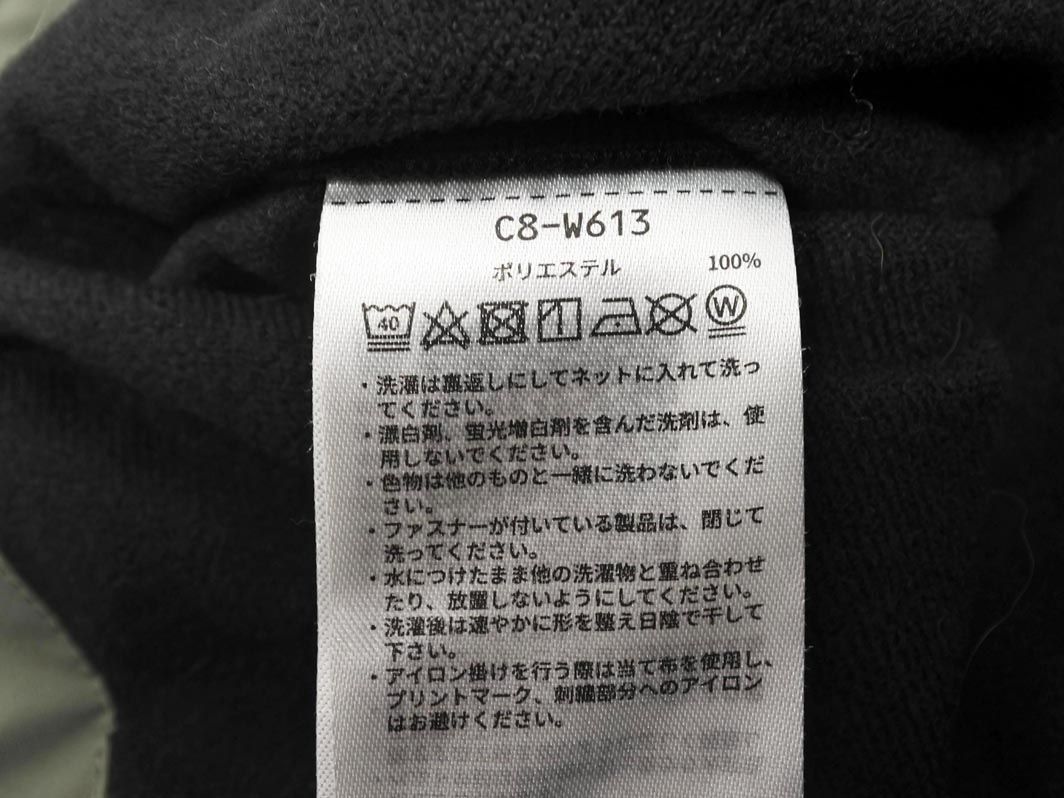 C8-W613
ポリエステル 100%
40 W
・洗濯は裏返しにしてネットに入れて洗っ
てください。
・漂白剤、蛍光増白剤を含んだ洗剤は、使
用しないでください。
・色物は他のものと一緒に洗わないでくだ
さい。
・ファスナーが付いている製品は、閉じて
洗ってください。
・水につけたまま他の洗濯物と重ね合わせ
たり、放置しないようにしてください。
・洗濯後は速やかに形を整え日陰で干して
下さい。
・アイロン掛けを行う際は当て布を使用し、
プリントマーク、刺繍部分へのアイロン
はお避けください。